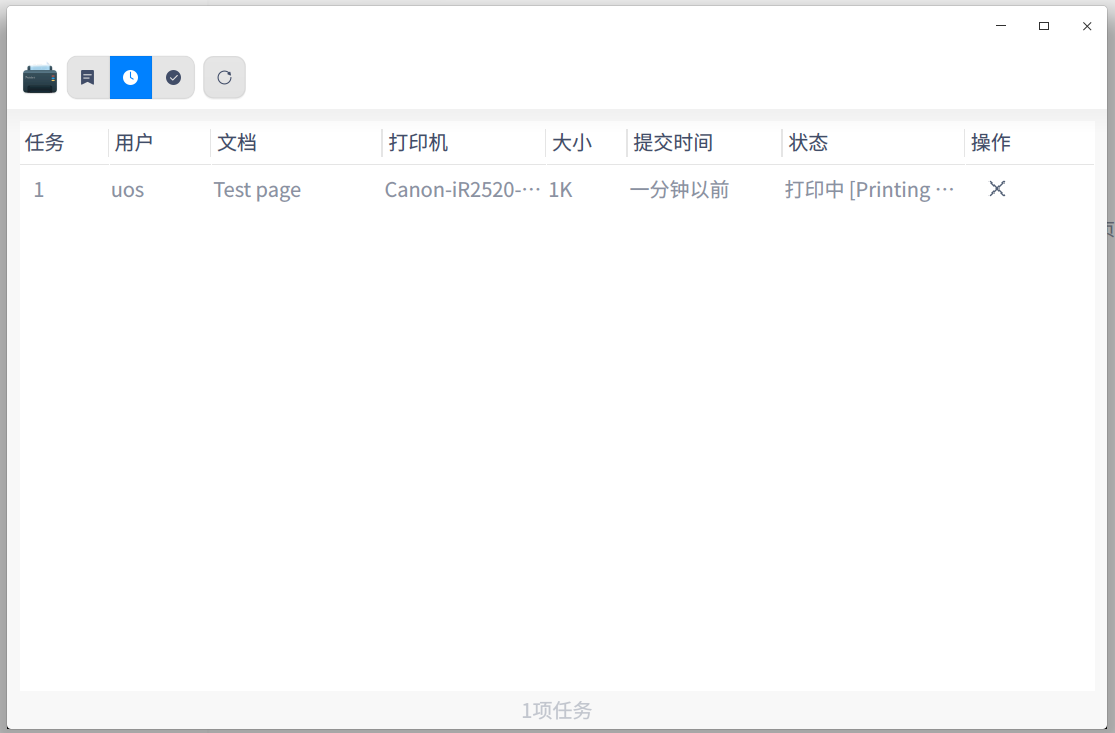 任务 用户 文档 打印机 大小 提交时间 状态 操作
1 uos Test page Canon-iR2520-··· 1K 一分钟以前 打印中 [Printing ···
1项任务